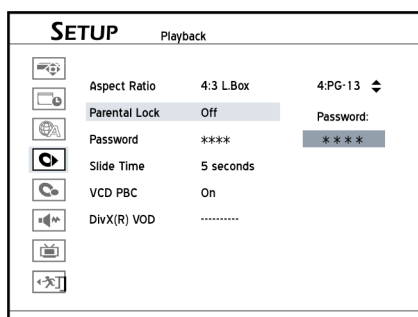 SETUP Playback
Aspect Ratio 4:3 L.Box 4:PG-13
Parental Lock Off Password:
Password **** ****
Slide Time 5 seconds
VCD PBC On
DivX(R) VOD ----------